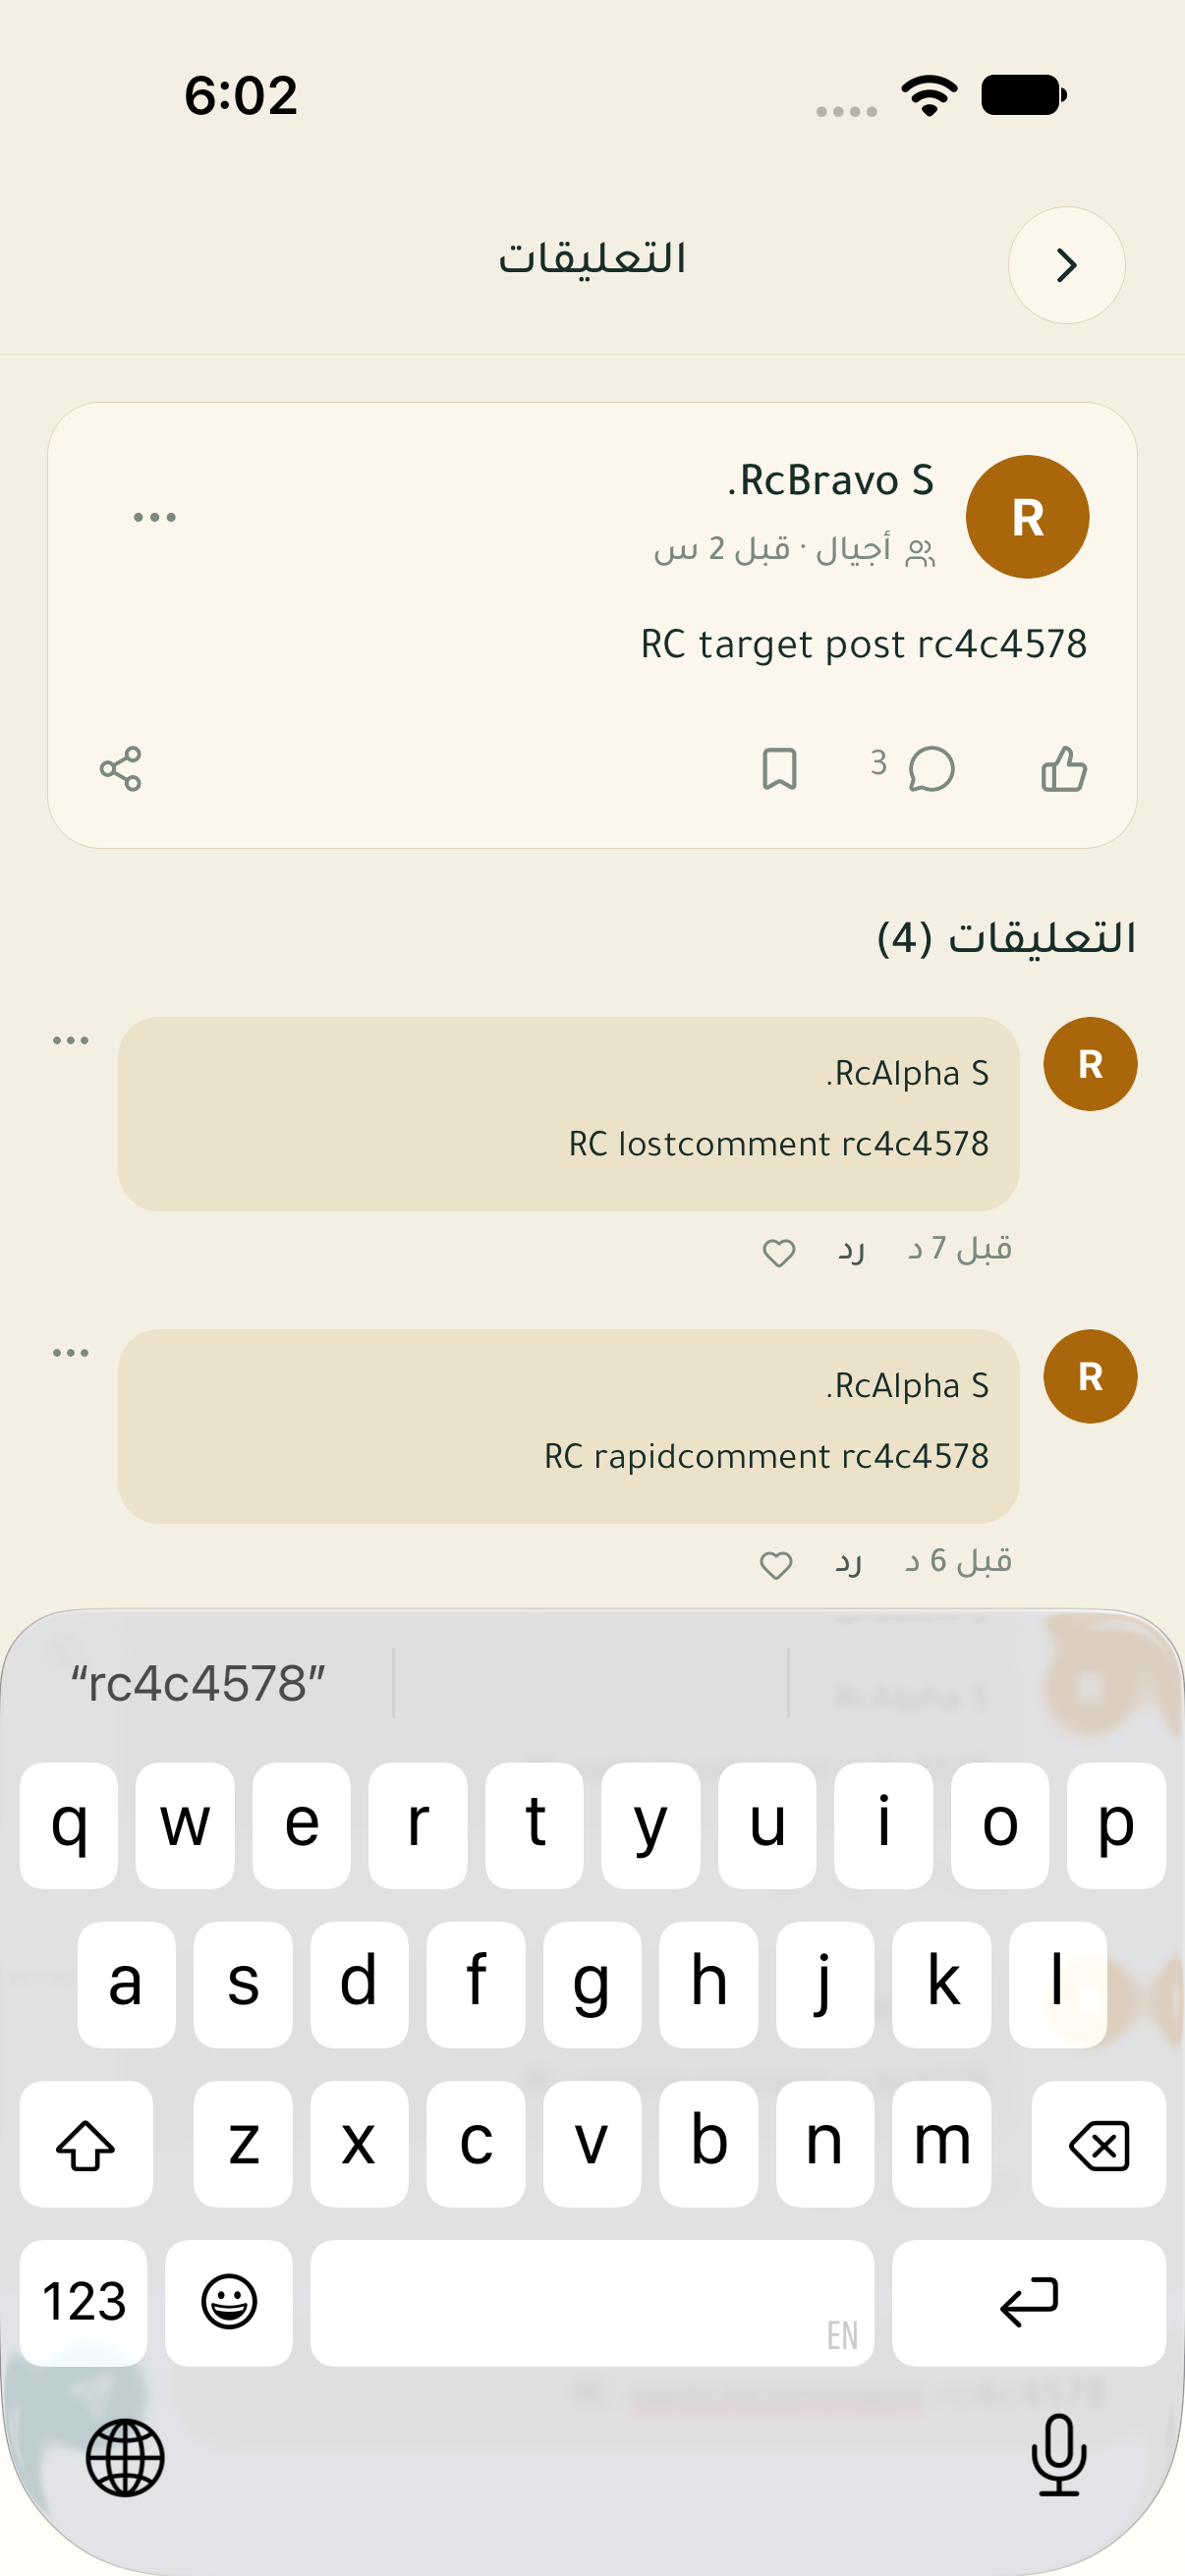 6:02
التعليقات
R
RcBravo S.
أجيال · قبل 2 س
RC target post rc4c4578
3
التعليقات (4)
R
RcAlpha S.
RC lostcomment rc4c4578
قبل 7 د رد
R
RcAlpha S.
RC rapidcomment rc4c4578
قبل 6 د رد
“rc4c4578”
RcAlpha S
q w e r t y u i o p
a s d f g h j k l
z x c v b n m
123 EN